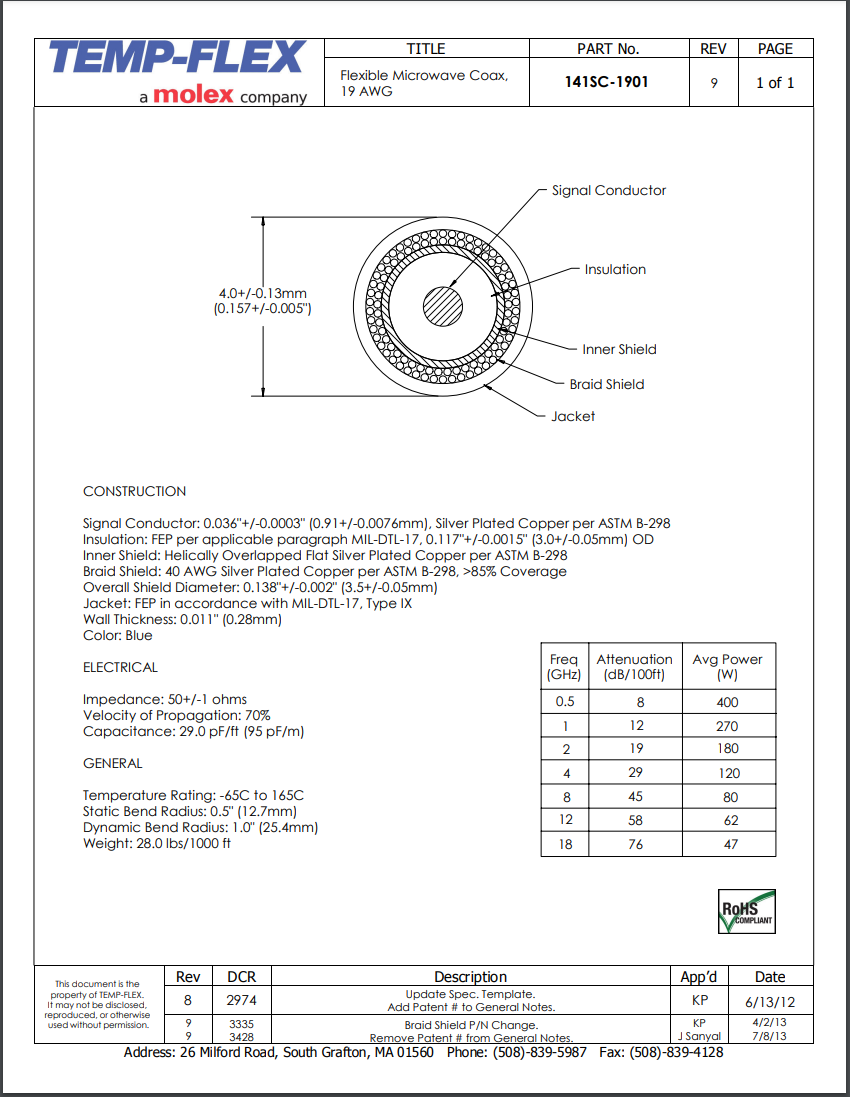 TEMP-FLEX
a molex company
TITLE
PART No.
REV
PAGE
Flexible Microwave Coax,
19 AWG
141SC-1901
9
1 of 1
Signal Conductor
Insulation
4.0+/-0.13mm
(0.157+/-0.005")
Inner Shield
Braid Shield
Jacket
CONSTRUCTION
Signal Conductor: 0.036"+/-0.0003" (0.91+/-0.0076mm), Silver Plated Copper per ASTM B-298
Insulation: FEP per applicable paragraph MIL-DTL-17, 0.117"+/-0.0015" (3.0+/-0.05mm) OD
Inner Shield: Helically Overlapped Flat Silver Plated Copper per ASTM B-298
Braid Shield: 40 AWG Silver Plated Copper per ASTM B-298, >85% Coverage
Overall Shield Diameter: 0.138"+/-0.002" (3.5+/-0.05mm)
Jacket: FEP in accordance with MIL-DTL-17, Type IX
Wall Thickness: 0.011" (0.28mm)
Color: Blue
ELECTRICAL
Impedance: 50+/-1 ohms
Velocity of Propagation: 70%
Capacitance: 29.0 pF/ft (95 pF/m)
GENERAL
Temperature Rating: -65C to 165C
Static Bend Radius: 0.5" (12.7mm)
Dynamic Bend Radius: 1.0" (25.4mm)
Weight: 28.0 lbs/1000 ft
Freq Attenuation Avg Power
(GHz) (dB/100ft) (W)
0.5 8 400
1 12 270
2 19 180
4 29 120
8 45 80
12 58 62
18 76 47
RoHS
COMPLIANT
This document is the
property of TEMP-FLEX.
It may not be disclosed,
reproduced, or otherwise
used without permission.
Rev DCR Description App'd Date
8 2974 Update Spec. Template. KP 6/13/12
Add Patent # to General Notes.
9 3335 Braid Shield P/N Change. KP 4/2/13
9 3428 Remove Patent # from General Notes. J Sanyal 7/8/13
Address: 26 Milford Road, South Grafton, MA 01560 Phone: (508)-839-5987 Fax: (508)-839-4128